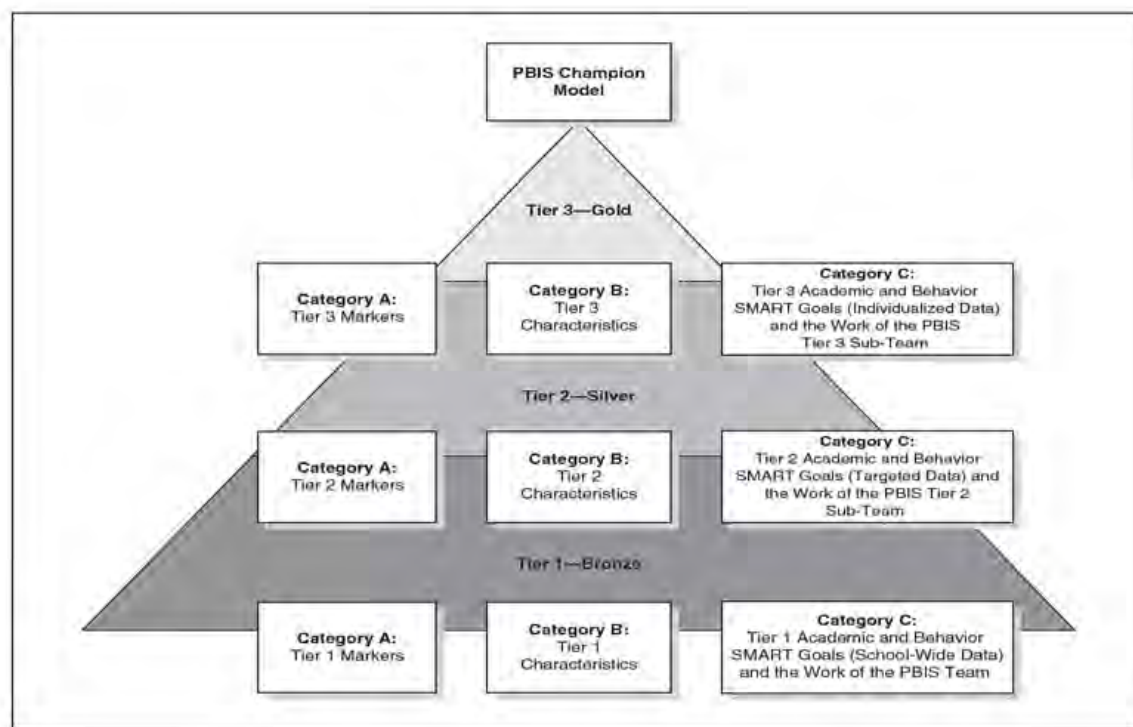 PBIS Champion
Model
Tier 3—Gold
Category A:
Tier 3 Markers
Category B:
Tier 3
Characteristics
Category C:
Tier 3 Academic and Behavior
SMART Goals (Individualized Data)
and the Work of the PBIS
Tier 3 Sub-Team
Tier 2—Silver
Category A:
Tier 2 Markers
Category B:
Tier 2
Characteristics
Category C:
Tier 2 Academic and Behavior
SMART Goals (Targeted Data) and
the Work of the PBIS Tier 2
Sub-Team
Tier 1—Bronze
Category A:
Tier 1 Markers
Category B:
Tier 1
Characteristics
Category C:
Tier 1 Academic and Behavior
SMART Goals (School-Wide Data)
and the Work of the PBIS Team